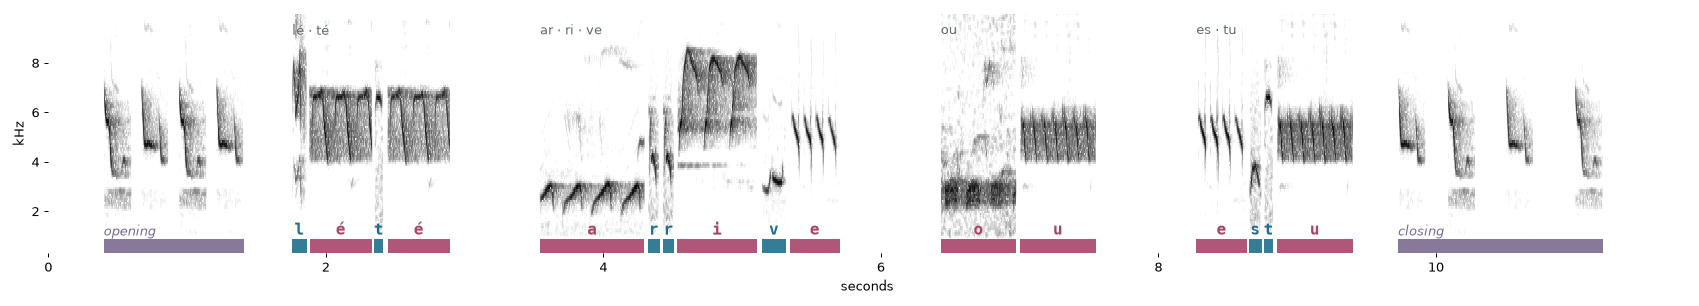 lé · té ar · ri · ve ou es · tu
8
6
4
2
kHz
opening l é t é a r r i v e o u e s t u closing
0 2 4 6 8 10
seconds